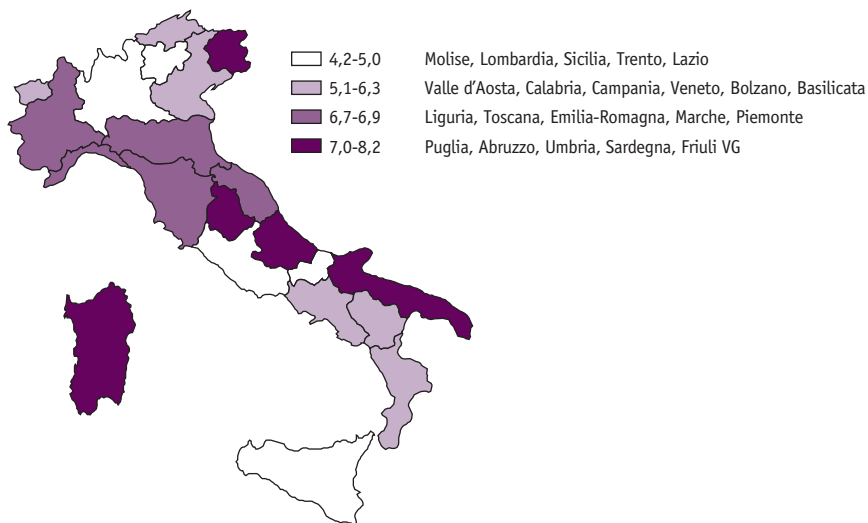 4,2-5,0 Molise, Lombardia, Sicilia, Trento, Lazio
5,1-6,3 Valle d'Aosta, Calabria, Campania, Veneto, Bolzano, Basilicata
6,7-6,9 Liguria, Toscana, Emilia-Romagna, Marche, Piemonte
7,0-8,2 Puglia, Abruzzo, Umbria, Sardegna, Friuli VG